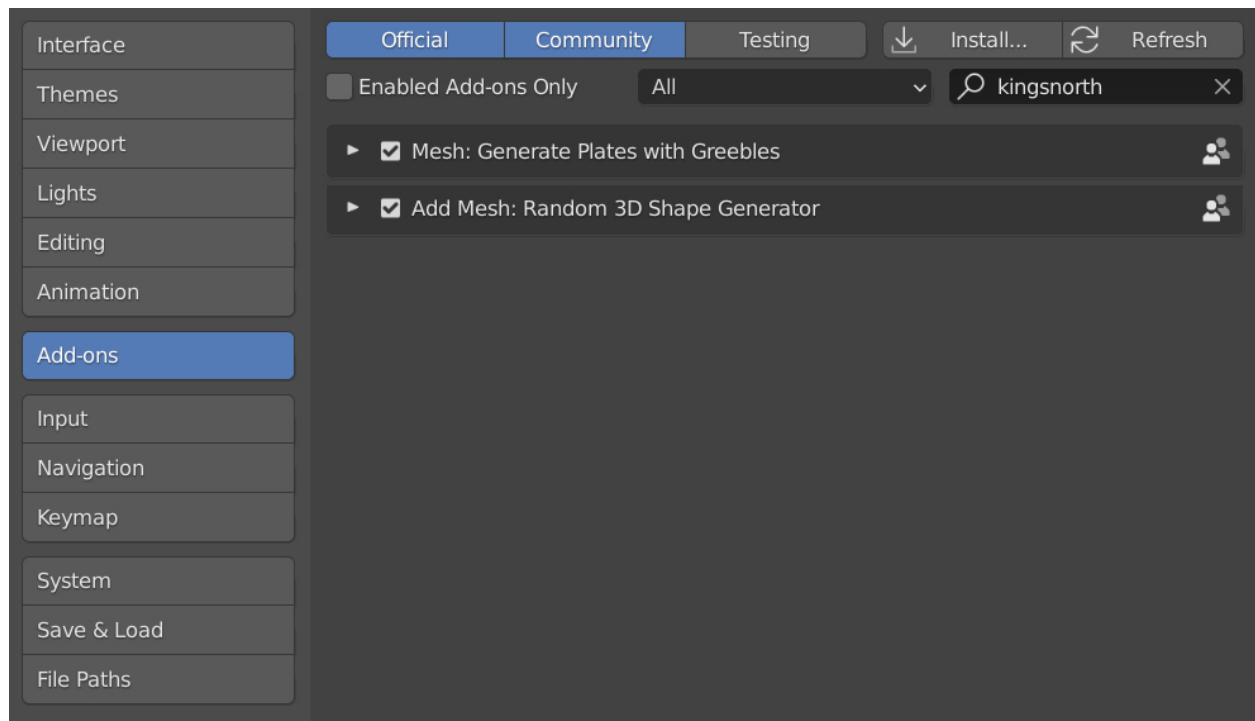 Interface
Themes
Viewport
Lights
Editing
Animation
Add-ons
Input
Navigation
Keymap
System
Save & Load
File Paths
Official Community Testing Install... Refresh
Enabled Add-ons Only All kingsnorth
Mesh: Generate Plates with Greebles
Add Mesh: Random 3D Shape Generator